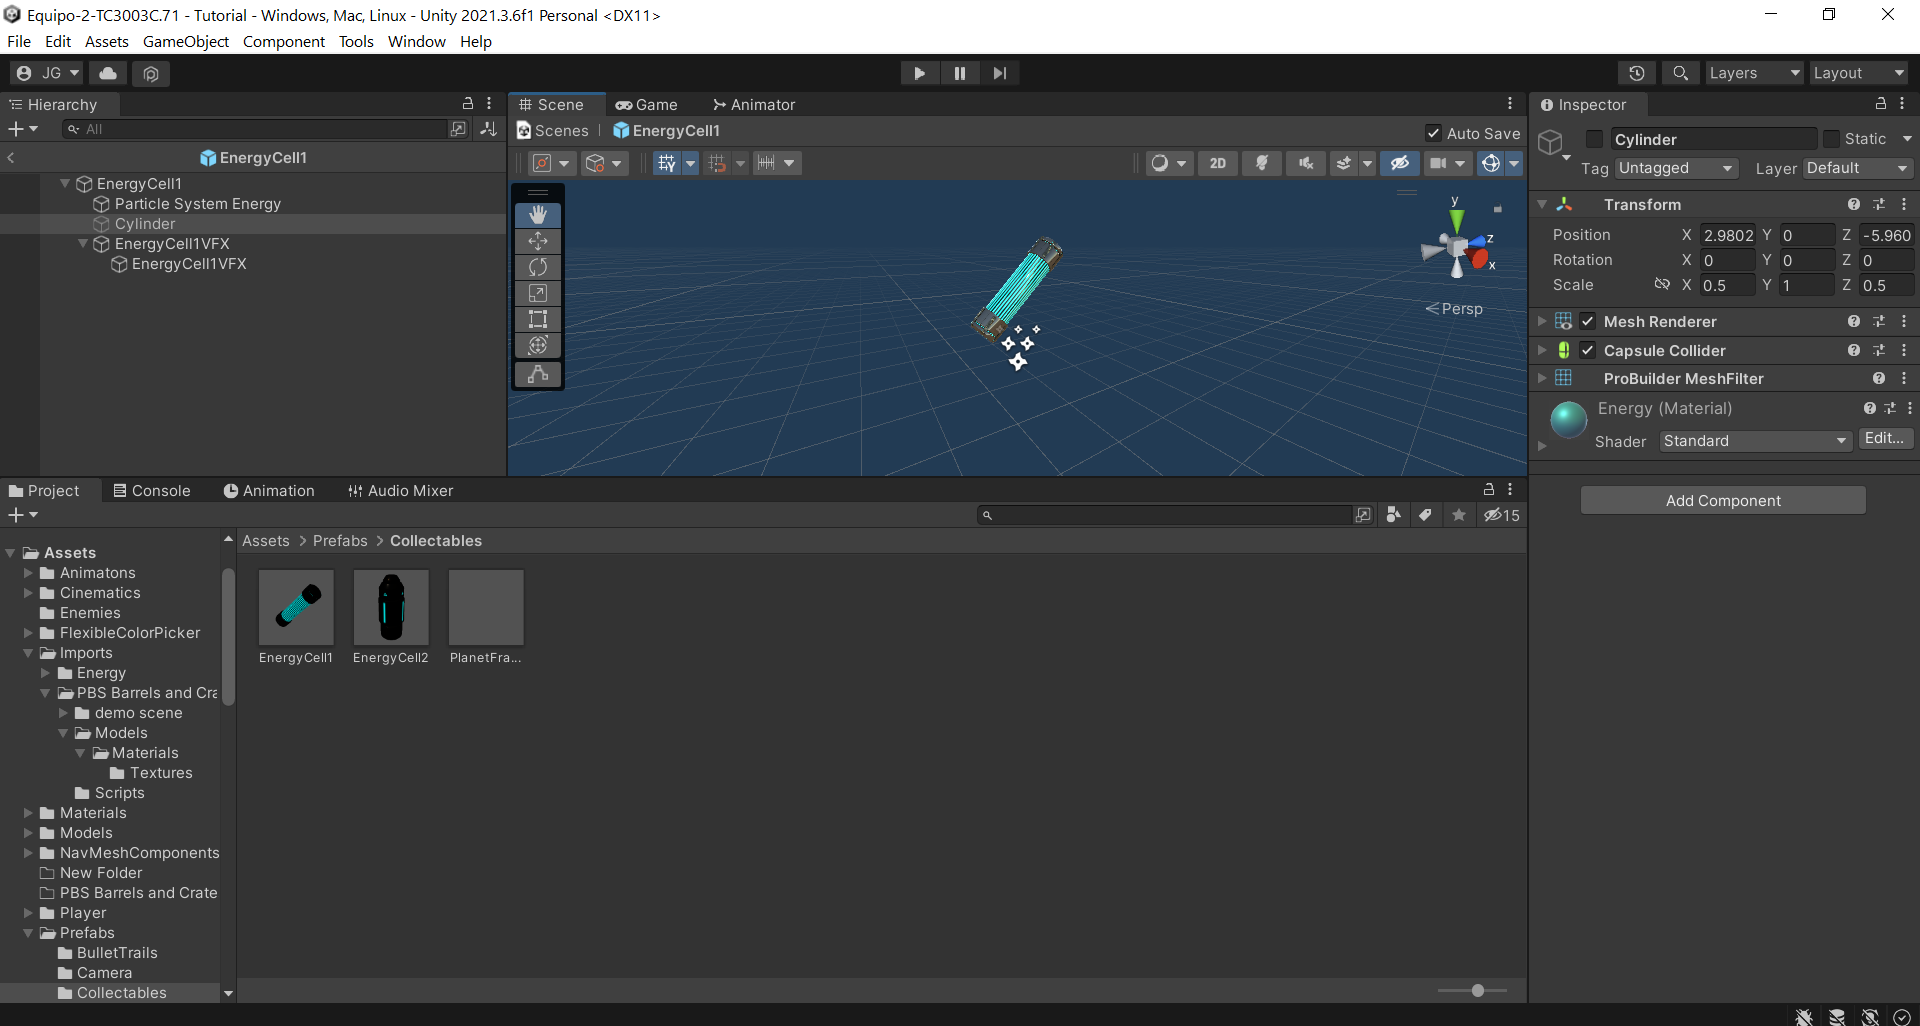 Equipo-2-TC3003C.71 - Tutorial - Windows, Mac, Linux - Unity 2021.3.6f1 Personal <DX11>
File Edit Assets GameObject Component Tools Window Help
JG Layers Layout
Hierarchy
All
EnergyCell1
EnergyCell1
Particle System Energy
Cylinder
EnergyCell1VFX
EnergyCell1VFX
Scene Game Animator
Scenes | EnergyCell1 Auto Save
2D
y
z
x
Persp
Inspector
Cylinder Static
Tag Untagged Layer Default
Transform
Position X 2.9802 Y 0 Z -5.960
Rotation X 0 Y 0 Z 0
Scale X 0.5 Y 1 Z 0.5
Mesh Renderer
Capsule Collider
ProBuilder MeshFilter
Energy (Material)
Shader Standard Edit...
Add Component
Project Console Animation Audio Mixer
15
Assets > Prefabs > Collectables
EnergyCell1 EnergyCell2 PlanetFra...
Assets
Animatons
Cinematics
Enemies
FlexibleColorPicker
Imports
Energy
PBS Barrels and Cra
demo scene
Models
Materials
Textures
Scripts
Materials
Models
NavMeshComponents
New Folder
PBS Barrels and Crate
Player
Prefabs
BulletTrails
Camera
Collectables